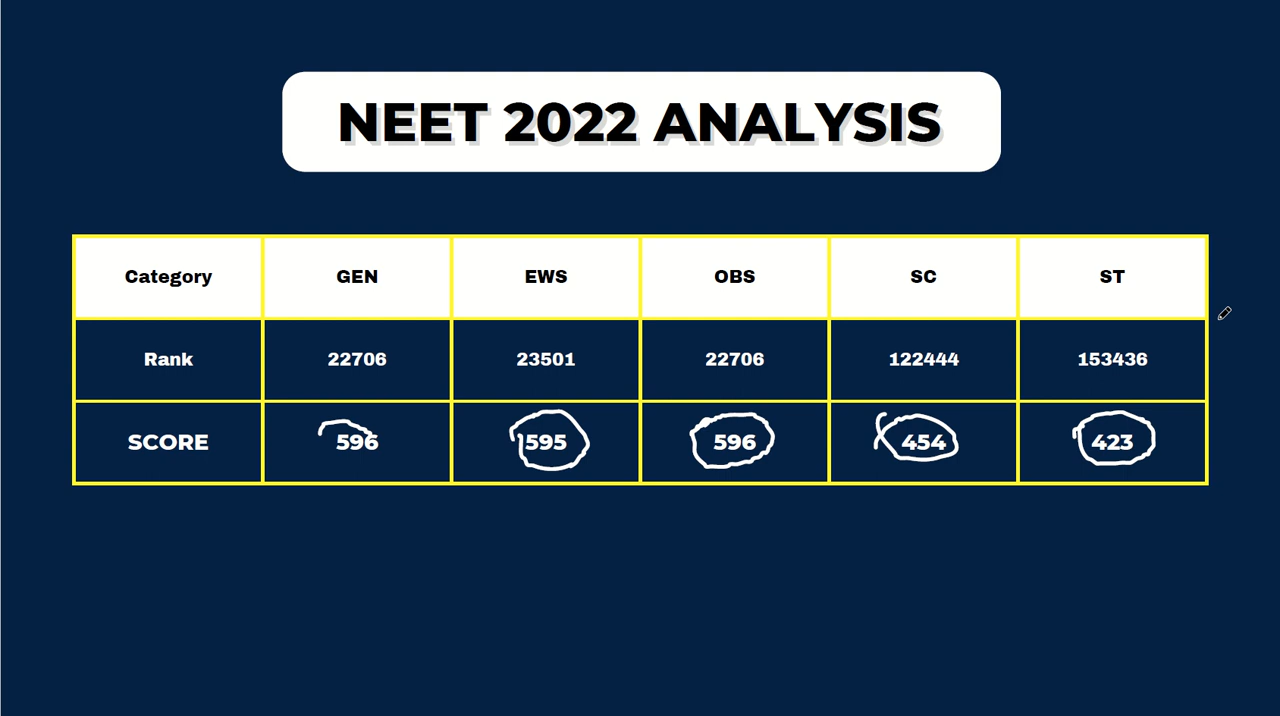 NEET 2022 ANALYSIS
Category GEN EWS OBS SC ST
Rank 22706 23501 22706 122444 153436
SCORE 596 595 596 454 423